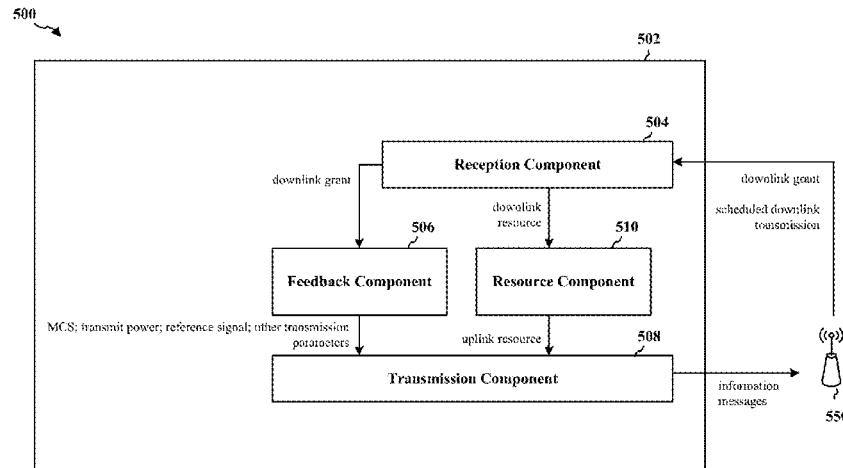 500
502
504
Reception Component
downlink grant
downlink grant
scheduled downlink
transmission
downlink
resource
506
510
Feedback Component
Resource Component
MCS; transmit power; reference signal; other transmission
parameters
uplink resource
508
Transmission Component
information
messages
550